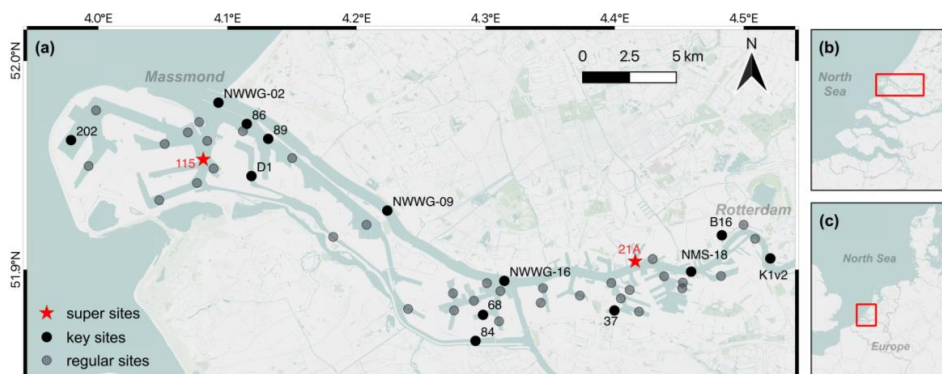 4.0°E 4.1°E 4.2°E 4.3°E 4.4°E 4.5°E
52.0°N
51.9°N
(a)
Massmond
NWWG-02
86
89
202
115
D1
NWWG-09
0 2.5 5 km
N
Rotterdam
B16
21A
NMS-18
K1v2
NWWG-16
68
84
37
super sites
key sites
regular sites
(b)
North
Sea
(c)
North Sea
Europe